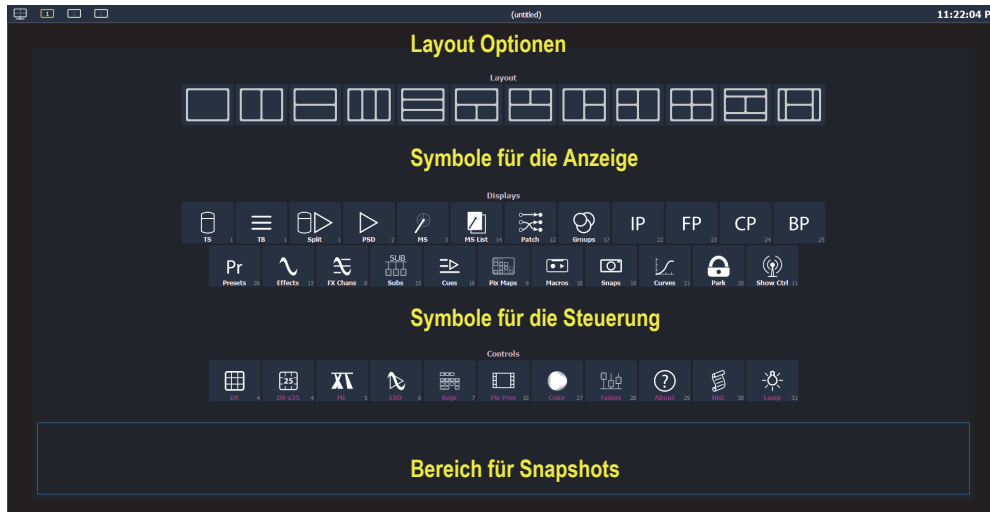 1 (untitled) 11:22:04 P
Layout Optionen
Layout
Symbole für die Anzeige
Displays
IP FP CP BP
TS 1 TB 1 Split 1 PSD 2 MS 3 MS List 14 Patch 12 Groups 17 22 23 24 25
Pr SUB
Presets 26 Effects 13 FX Chans 8 Subs 15 Cues 16 Pix Maps 9 Macros 18 Snaps 19 Curves 21 Park 20 Show Ctrl 11
Symbole für die Steuerung
Controls
25 ?
DS 4 DS-x25 4 ML 5 ESD 6 Keys 7 Pix Prev 10 Color 27 Faders 28 About 29 Hist 30 Lamp 31
Bereich für Snapshots